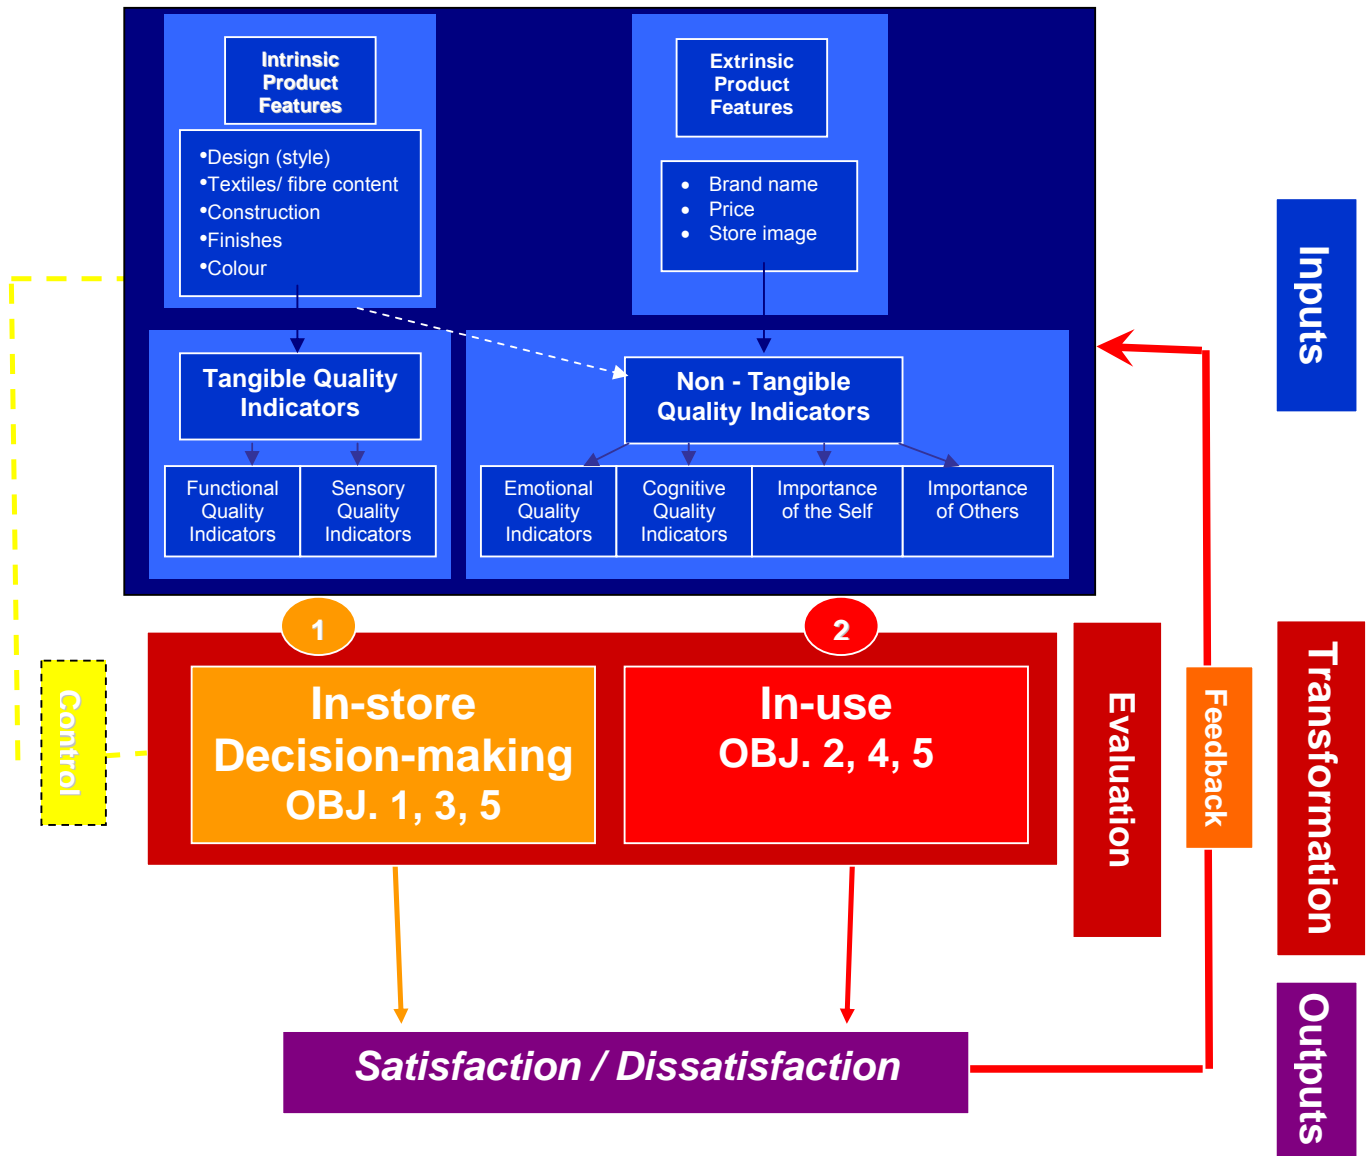 Intrinsic
Product
Features
•Design (style)
•Textiles/ fibre content
•Construction
•Finishes
•Colour
Extrinsic
Product
Features
• Brand name
• Price
• Store image
Tangible Quality
Indicators
Non - Tangible
Quality Indicators
Functional
Quality
Indicators
Sensory
Quality
Indicators
Emotional
Quality
Indicators
Cognitive
Quality
Indicators
Importance
of the Self
Importance
of Others
Inputs
1
2
Control
In-store
Decision-making
OBJ. 1, 3, 5
In-use
OBJ. 2, 4, 5
Evaluation
Feedback
Transformation
Satisfaction / Dissatisfaction
Outputs